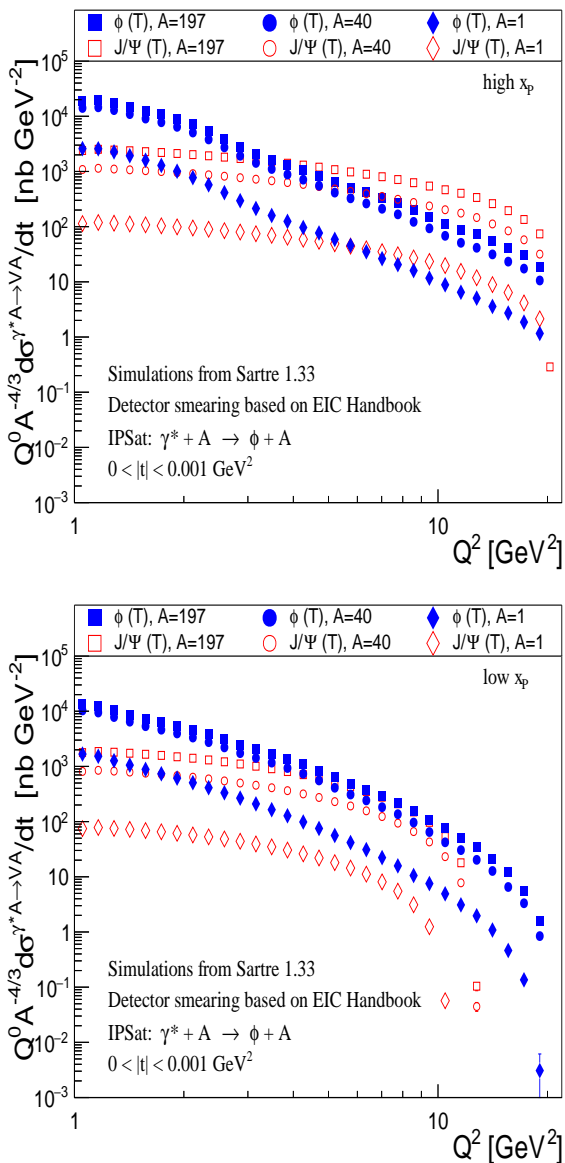 ϕ (T), A=197 ϕ (T), A=40 ϕ (T), A=1
J/Ψ (T), A=197 J/Ψ (T), A=40 J/Ψ (T), A=1
high x_P
Q^0 A^{-4/3} dσ^{γ*A→VA}/dt [nb GeV^{-2}]
10^5
10^4
10^3
10^2
10
1
10^{-1}
10^{-2}
10^{-3}
Simulations from Sartre 1.33
Detector smearing based on EIC Handbook
IPSat: γ* + A → ϕ + A
0 < |t| < 0.001 GeV^2
1 10
Q^2 [GeV^2]
ϕ (T), A=197 ϕ (T), A=40 ϕ (T), A=1
J/Ψ (T), A=197 J/Ψ (T), A=40 J/Ψ (T), A=1
low x_P
Q^0 A^{-4/3} dσ^{γ*A→VA}/dt [nb GeV^{-2}]
10^5
10^4
10^3
10^2
10
1
10^{-1}
10^{-2}
10^{-3}
Simulations from Sartre 1.33
Detector smearing based on EIC Handbook
IPSat: γ* + A → ϕ + A
0 < |t| < 0.001 GeV^2
1 10
Q^2 [GeV^2]